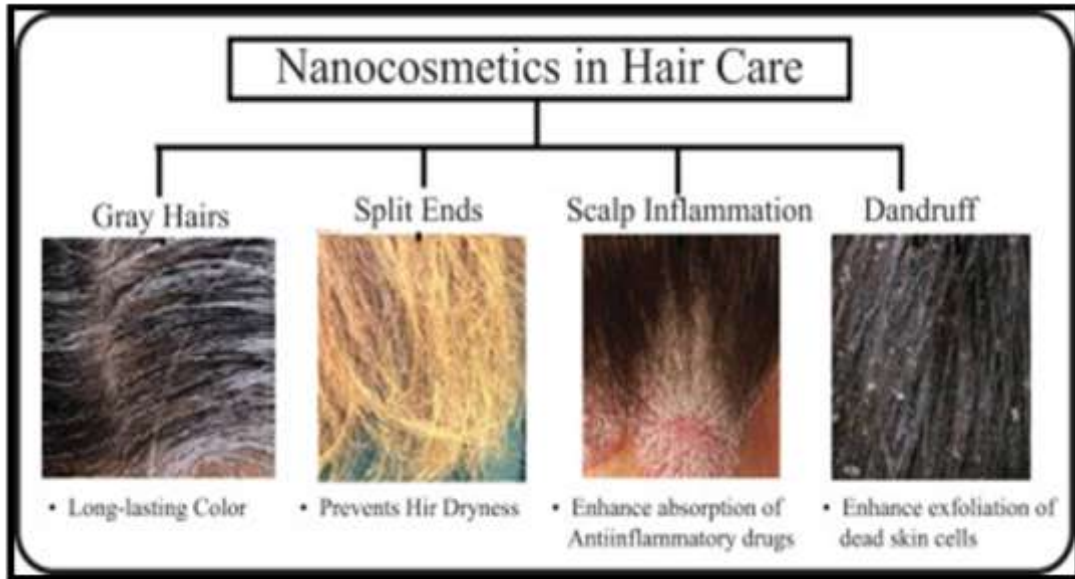 Nanocosmetics in Hair Care
Gray Hairs
Split Ends
Scalp Inflammation
Dandruff
• Long-lasting Color
• Prevents Hir Dryness
• Enhance absorption of
Antiinflammatory drugs
• Enhance exfoliation of
dead skin cells